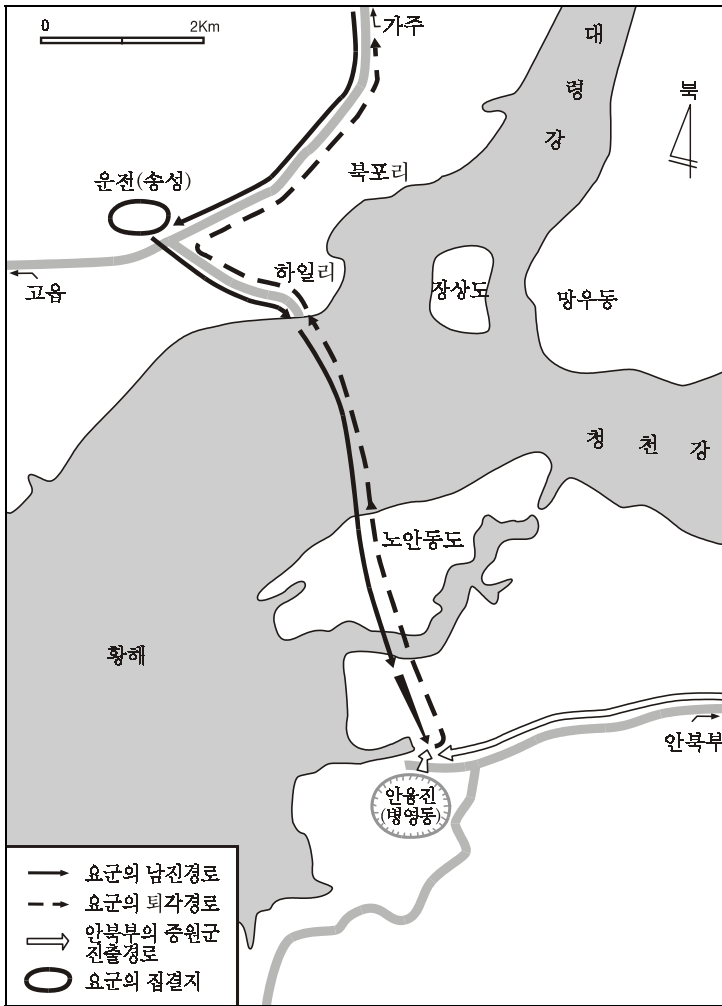 0 2Km
가주
대령강
북
북포리
운전(송성)
하일리
장상도
고읍
망우동
청천강
노안동도
황해
안북부
안융진
(병영동)
요군의 남진경로
요군의 퇴각경로
안북부의 증원군
진출경로
요군의 집결지